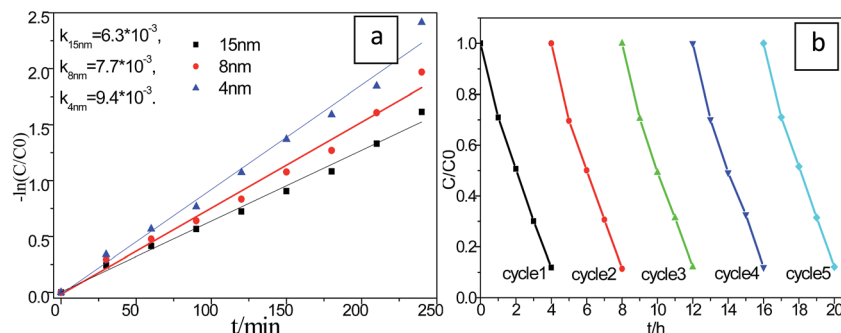 a
k15nm=6.3*10-3,
k8nm=7.7*10-3,
k4nm=9.4*10-3.
15nm
8nm
4nm
-ln(C/C0)
2.5
2.0
1.5
1.0
0.5
0.0
0 50 100 150 200 250
t/min
b
C/C0
1.0
0.8
0.6
0.4
0.2
0.0
cycle1 cycle2 cycle3 cycle4 cycle5
0 2 4 6 8 10 12 14 16 18 20
t/h